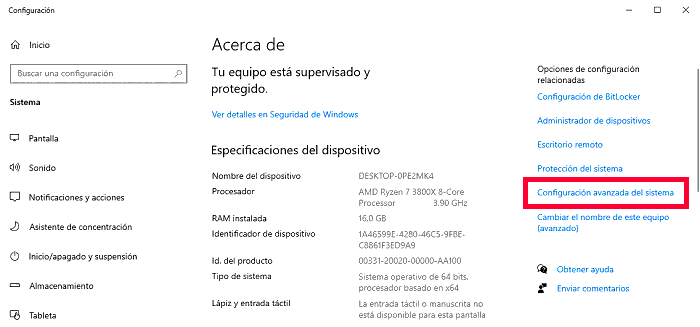 Configuración
Inicio
Buscar una configuración
Sistema
Pantalla
Sonido
Notificaciones y acciones
Asistente de concentración
Inicio/apagado y suspensión
Almacenamiento
Tableta
Acerca de
Tu equipo está supervisado y
protegido.
Ver detalles en Seguridad de Windows
Especificaciones del dispositivo
Nombre del dispositivo DESKTOP-0PE2MK4
Procesador AMD Ryzen 7 3800X 8-Core
Processor 3.90 GHz
RAM instalada 16,0 GB
Identificador de dispositivo 1A46599E-4280-46C5-9FBE-
C8861F3ED9A9
Id. del producto 00331-20020-00000-AA100
Tipo de sistema Sistema operativo de 64 bits,
procesador basado en x64
Lápiz y entrada táctil La entrada táctil o manuscrita no
está disponible para esta pantalla
Opciones de configuración
relacionadas
Configuración de BitLocker
Administrador de dispositivos
Escritorio remoto
Protección del sistema
Configuración avanzada del sistema
Cambiar el nombre de este equipo
(avanzado)
Obtener ayuda
Enviar comentarios